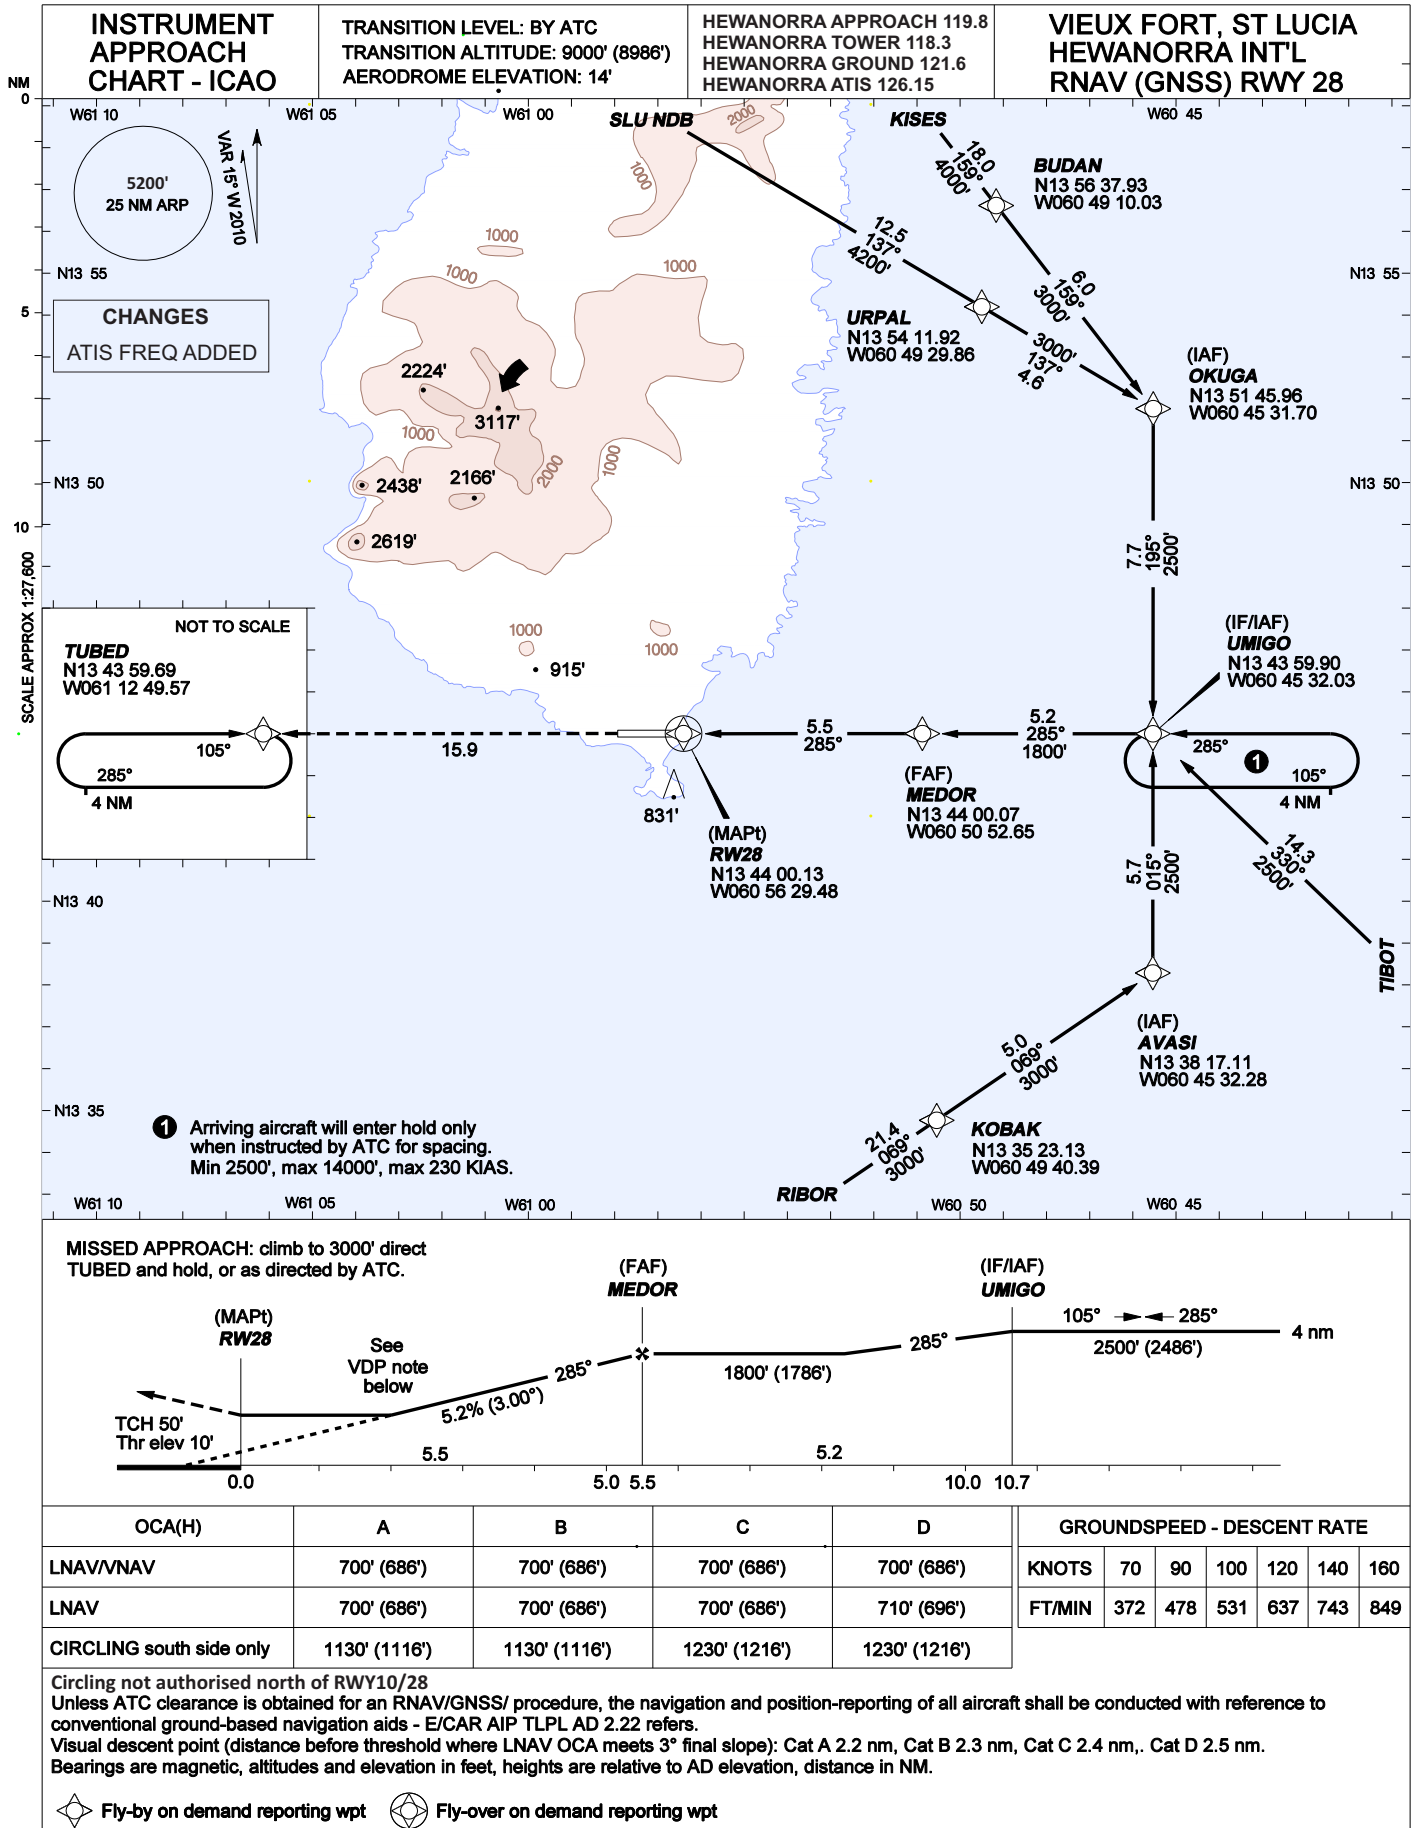 INSTRUMENT
APPROACH
CHART - ICAO
TRANSITION LEVEL: BY ATC
TRANSITION ALTITUDE: 9000' (8986')
AERODROME ELEVATION: 14'
HEWANORRA APPROACH 119.8
HEWANORRA TOWER 118.3
HEWANORRA GROUND 121.6
HEWANORRA ATIS 126.15
VIEUX FORT, ST LUCIA
HEWANORRA INT'L
RNAV (GNSS) RWY 28
NM
0
5
10
SCALE APPROX 1:27,600
W61 10
W61 05
W61 00
W60 45
5200'
25 NM ARP
VAR 15° W 2010
N13 55
N13 55
CHANGES
ATIS FREQ ADDED
SLU NDB
KISES
18.0
159°
4000'
BUDAN
N13 56 37.93
W060 49 10.03
12.5
137°
4200'
6.0
159°
3000'
URPAL
N13 54 11.92
W060 49 29.86
3000'
137°
4.6
(IAF)
OKUGA
N13 51 45.96
W060 45 31.70
2000
1000
1000
1000
1000
2224'
3117'
1000
2000
1000
2438'
2166'
2619'
N13 50
N13 50
7.7
195°
2500'
NOT TO SCALE
TUBED
N13 43 59.69
W061 12 49.57
105°
285°
4 NM
1000
915'
1000
(IF/IAF)
UMIGO
N13 43 59.90
W060 45 32.03
15.9
5.5
285°
5.2
285°
1800'
285°
1
105°
4 NM
831'
(MAPt)
RW28
N13 44 00.13
W060 56 29.48
(FAF)
MEDOR
N13 44 00.07
W060 50 52.65
5.7
015°
2500'
14.3
330°
2500'
TIBOT
N13 40
(IAF)
AVASI
N13 38 17.11
W060 45 32.28
5.0
069°
3000'
N13 35
KOBAK
N13 35 23.13
W060 49 40.39
21.4
069°
3000'
RIBOR
1 Arriving aircraft will enter hold only
when instructed by ATC for spacing.
Min 2500', max 14000', max 230 KIAS.
W61 10
W61 05
W61 00
W60 50
W60 45
MISSED APPROACH: climb to 3000' direct
TUBED and hold, or as directed by ATC.
(MAPt)
RW28
See
VDP note
below
(FAF)
MEDOR
(IF/IAF)
UMIGO
105° 285°
4 nm
2500' (2486')
285°
1800' (1786')
285°
5.2% (3.00°)
TCH 50'
Thr elev 10'
5.5
5.2
0.0
5.0 5.5
10.0 10.7
OCA(H) A B C D
LNAV/VNAV 700' (686') 700' (686') 700' (686') 700' (686')
LNAV 700' (686') 700' (686') 700' (686') 710' (696')
CIRCLING south side only 1130' (1116') 1130' (1116') 1230' (1216') 1230' (1216')
GROUNDSPEED - DESCENT RATE
KNOTS 70 90 100 120 140 160
FT/MIN 372 478 531 637 743 849
Circling not authorised north of RWY10/28
Unless ATC clearance is obtained for an RNAV/GNSS/ procedure, the navigation and position-reporting of all aircraft shall be conducted with reference to
conventional ground-based navigation aids - E/CAR AIP TLPL AD 2.22 refers.
Visual descent point (distance before threshold where LNAV OCA meets 3° final slope): Cat A 2.2 nm, Cat B 2.3 nm, Cat C 2.4 nm,. Cat D 2.5 nm.
Bearings are magnetic, altitudes and elevation in feet, heights are relative to AD elevation, distance in NM.
Fly-by on demand reporting wpt
Fly-over on demand reporting wpt